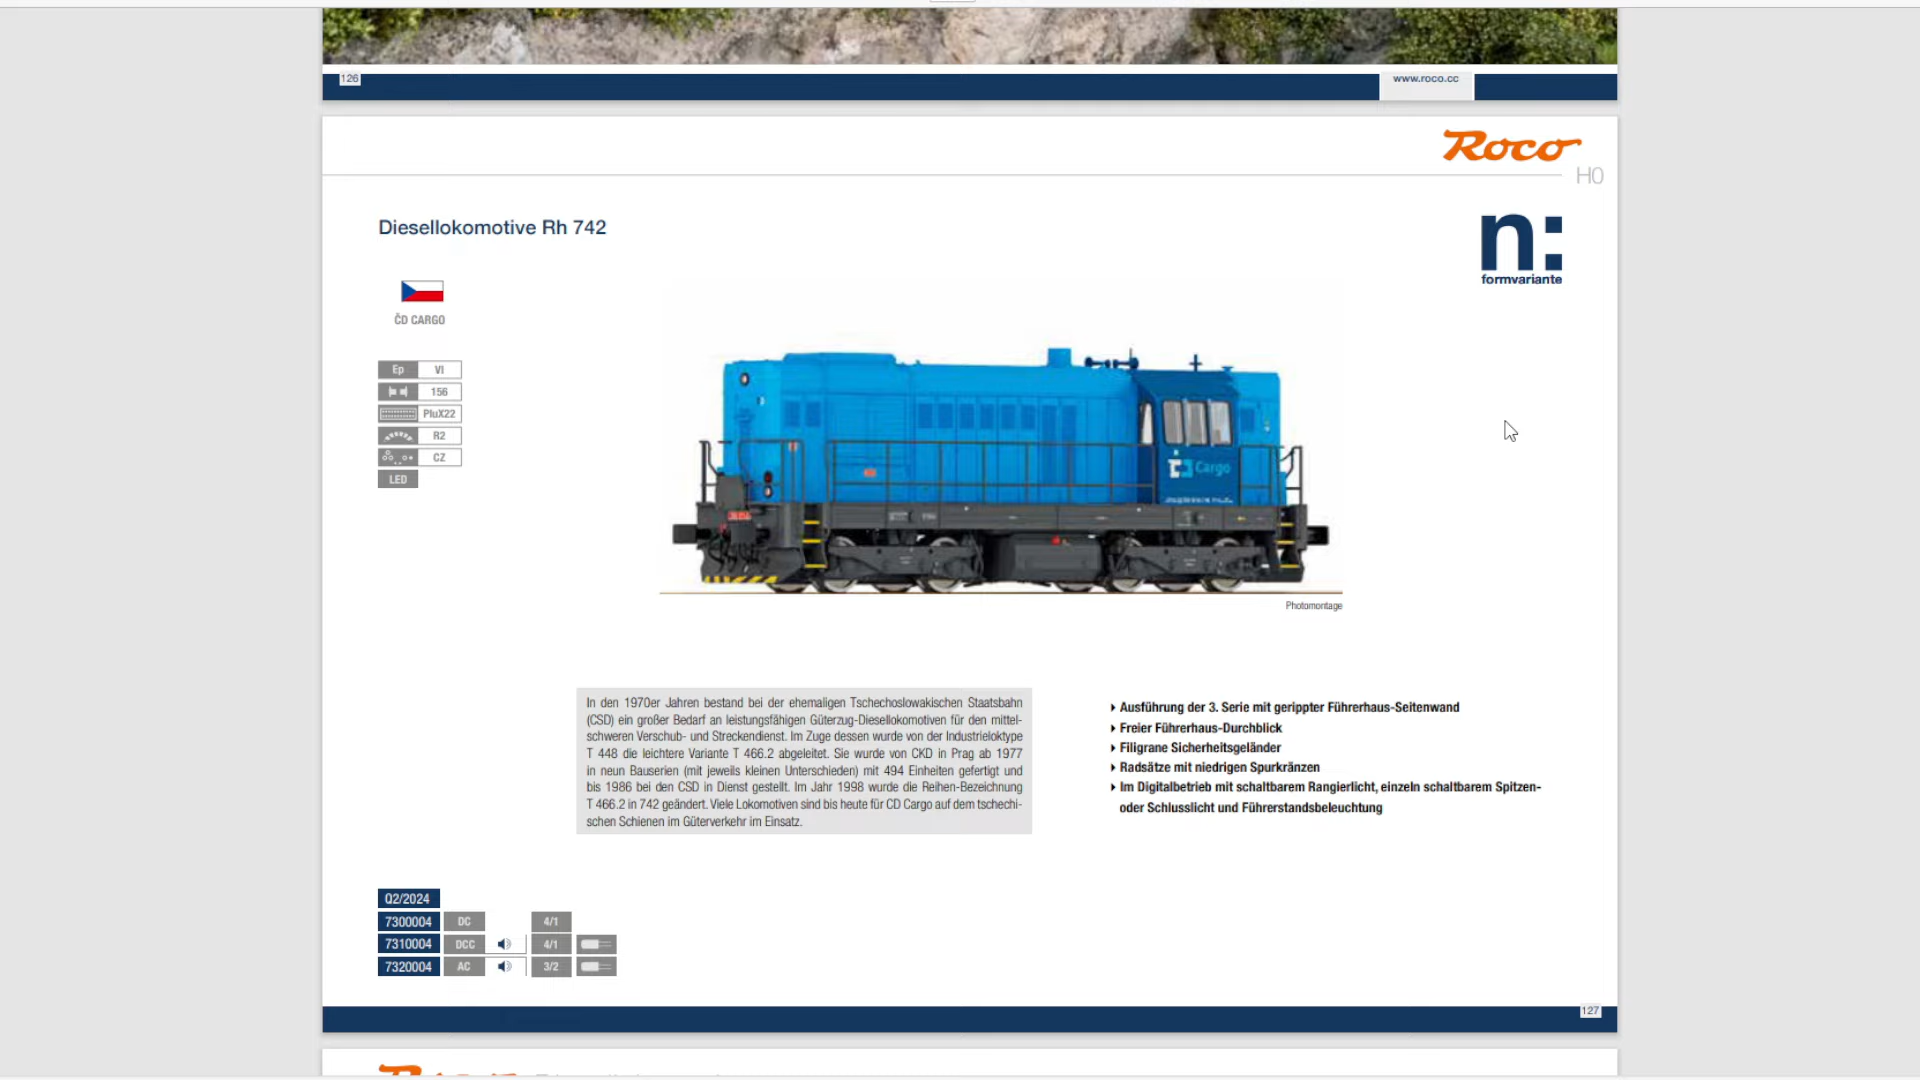 126
www.roco.cc
Roco
H0
Diesellokomotive Rh 742
n:
formvariante
ČD CARGO
Ep VI
156
PluX22
R2
CZ
LED
Cargo
Photomontage
In den 1970er Jahren bestand bei der ehemaligen Tschechoslowakischen Staatsbahn
(CSD) ein großer Bedarf an leistungsfähigen Güterzug-Diesellokomotiven für den mittel-
schweren Verschub- und Streckendienst. Im Zuge dessen wurde von der Industrieloktype
T 448 die leichtere Variante T 466.2 abgeleitet. Sie wurde von CKD in Prag ab 1977
in neun Bauserien (mit jeweils kleinen Unterschieden) mit 494 Einheiten gefertigt und
bis 1986 bei den CSD in Dienst gestellt. Im Jahr 1998 wurde die Reihen-Bezeichnung
T 466.2 in 742 geändert. Viele Lokomotiven sind bis heute für CD Cargo auf dem tschechi-
schen Schienen im Güterverkehr im Einsatz.
Ausführung der 3. Serie mit gerippter Führerhaus-Seitenwand
Freier Führerhaus-Durchblick
Filigrane Sicherheitsgeländer
Radsätze mit niedrigen Spurkränzen
Im Digitalbetrieb mit schaltbarem Rangierlicht, einzeln schaltbarem Spitzen-
oder Schlusslicht und Führerstandsbeleuchtung
Q2/2024
7300004 DC 4/1
7310004 DCC 4/1
7320004 AC 3/2
127